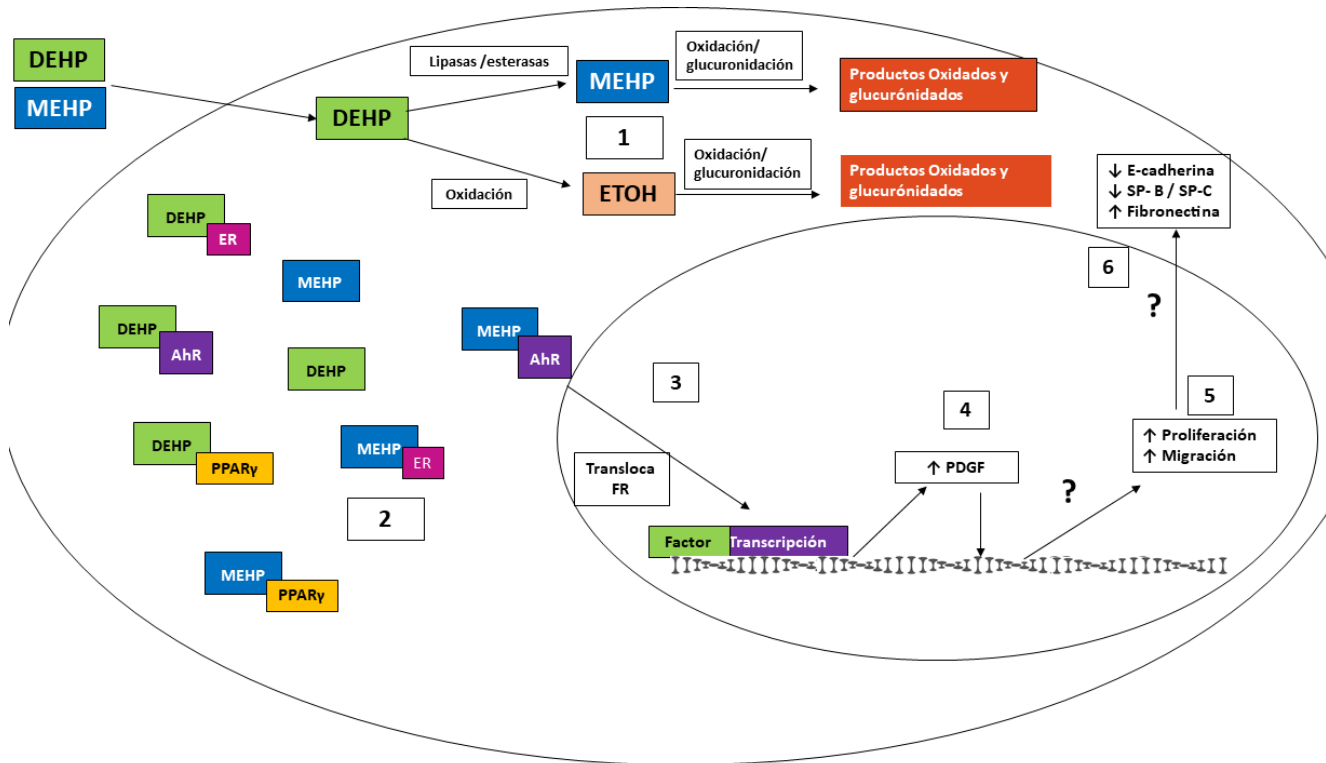 DEHP
MEHP
DEHP
Lipasas /esterasas
Oxidación
MEHP
1
ETOH
Oxidación/
glucuronidación
Oxidación/
glucuronidación
Productos Oxidados y
glucurónidados
Productos Oxidados y
glucurónidados
↓ E-cadherina
↓ SP- B / SP-C
↑ Fibronectina
6
?
DEHP
ER
MEHP
DEHP
AhR
DEHP
MEHP
AhR
DEHP
PPARγ
MEHP
ER
2
MEHP
PPARγ
3
Transloca
FR
Factor Transcripción
4
↑ PDGF
?
5
↑ Proliferación
↑ Migración